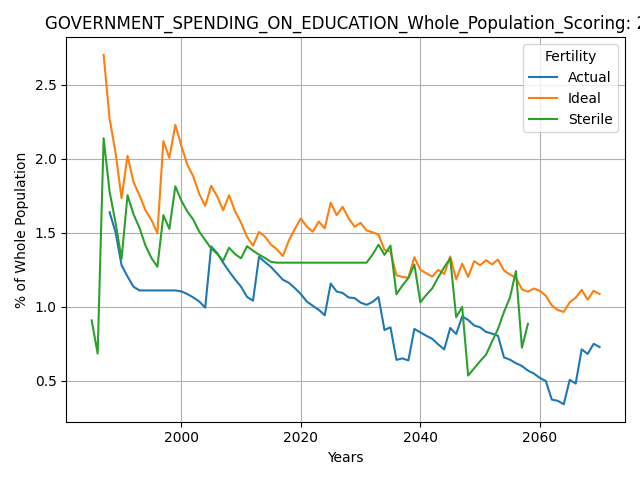 GOVERNMENT_SPENDING_ON_EDUCATION_Whole_Population_Scoring: 2
Fertility
Actual
Ideal
Sterile
% of Whole Population
2.5
2.0
1.5
1.0
0.5
2000 2020 2040 2060
Years